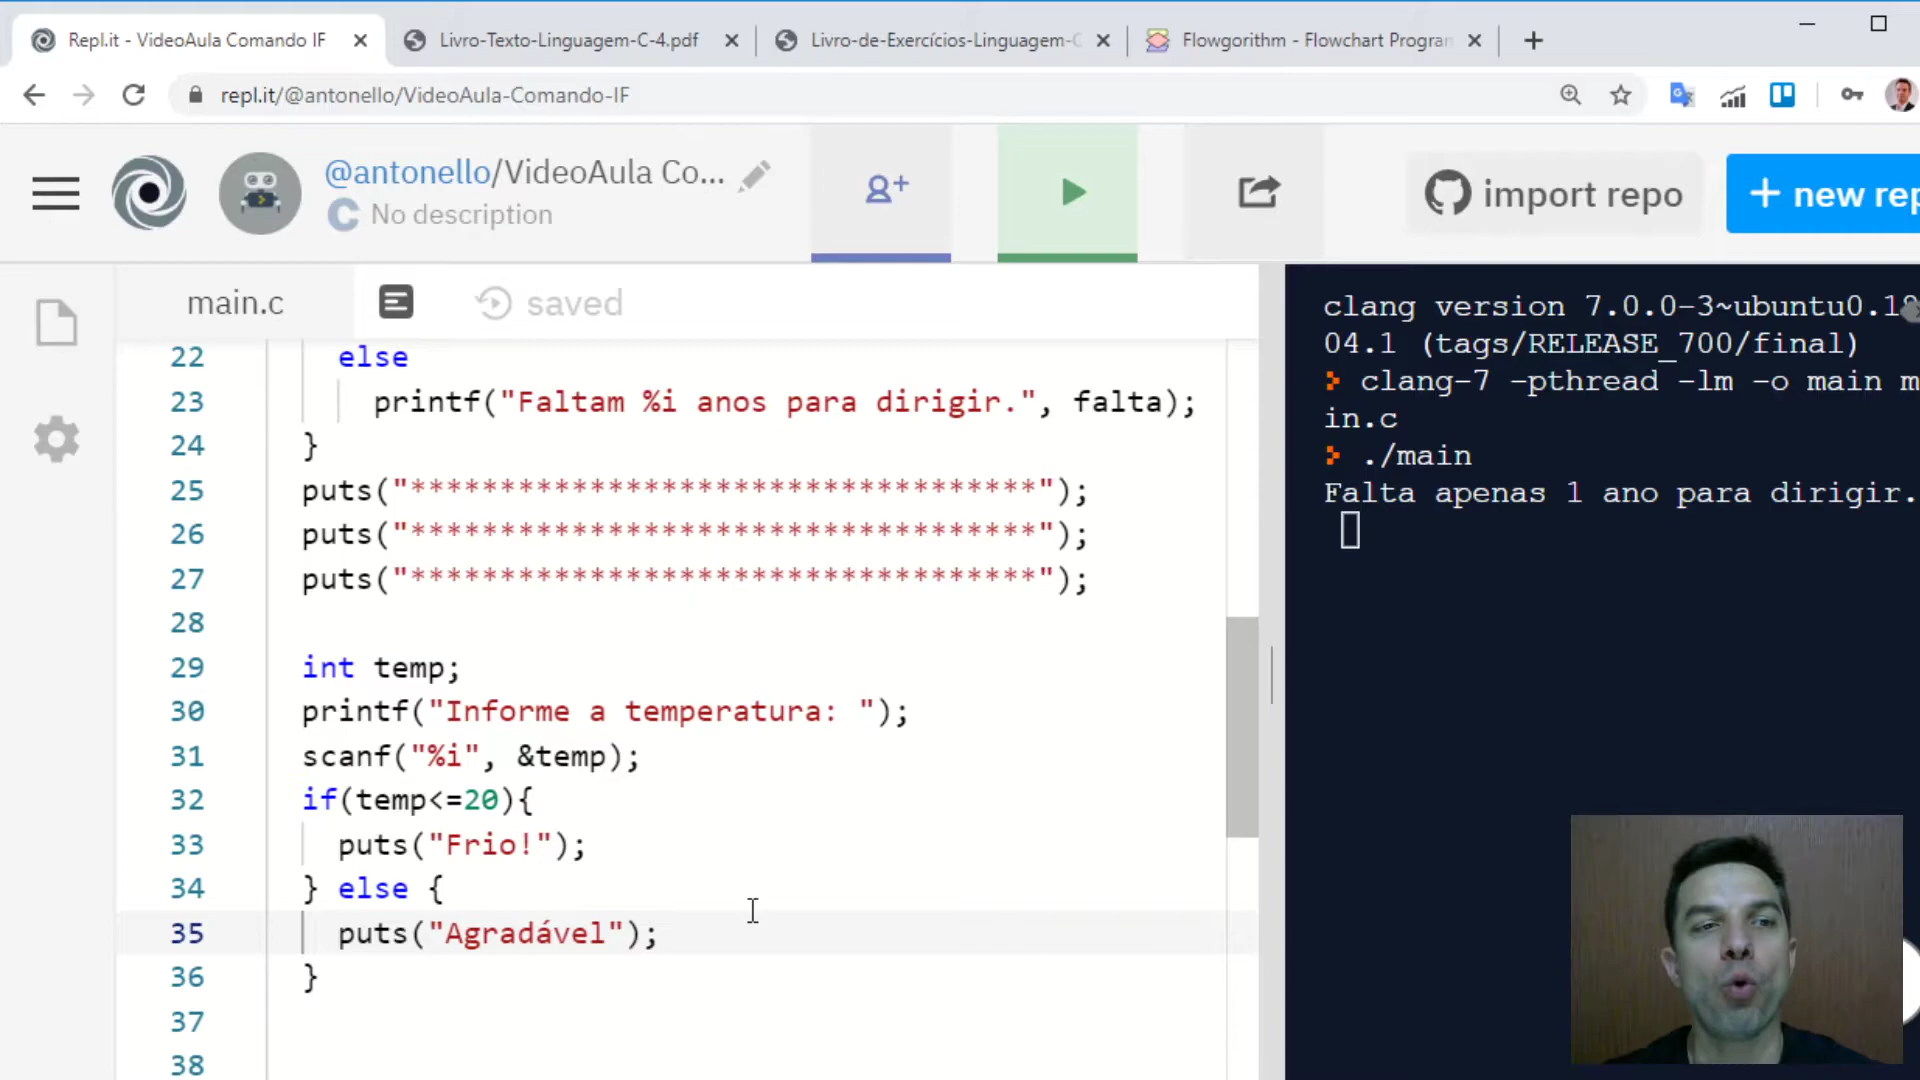 Repl.it - VideoAula Comando IF
Livro-Texto-Linguagem-C-4.pdf
Livro-de-Exercícios-Linguagem-C
Flowgorithm - Flowchart Program
repl.it/@antonello/VideoAula-Comando-IF
@antonello/VideoAula Co...
C No description
import repo
+ new rep
main.c
saved
22 else
23 printf("Faltam %i anos para dirigir.", falta);
24 }
25 puts("***********************************");
26 puts("***********************************");
27 puts("***********************************");
28
29 int temp;
30 printf("Informe a temperatura: ");
31 scanf("%i", &temp);
32 if(temp<=20){
33 puts("Frio!");
34 } else {
35 puts("Agradável");
36 }
37
38
clang version 7.0.0-3~ubuntu0.18
04.1 (tags/RELEASE_700/final)
clang-7 -pthread -lm -o main m
in.c
./main
Falta apenas 1 ano para dirigir.